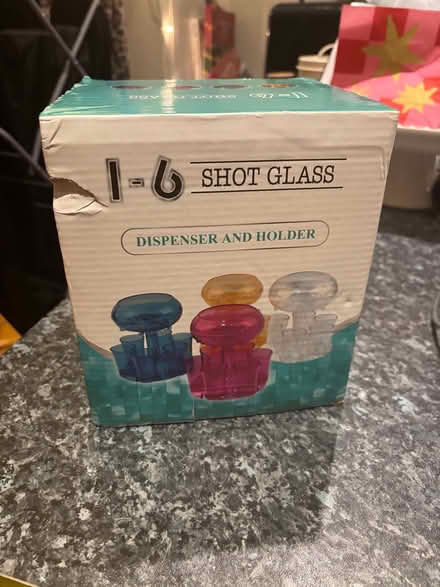 1-6 SHOT GLASS
DISPENSER AND HOLDER